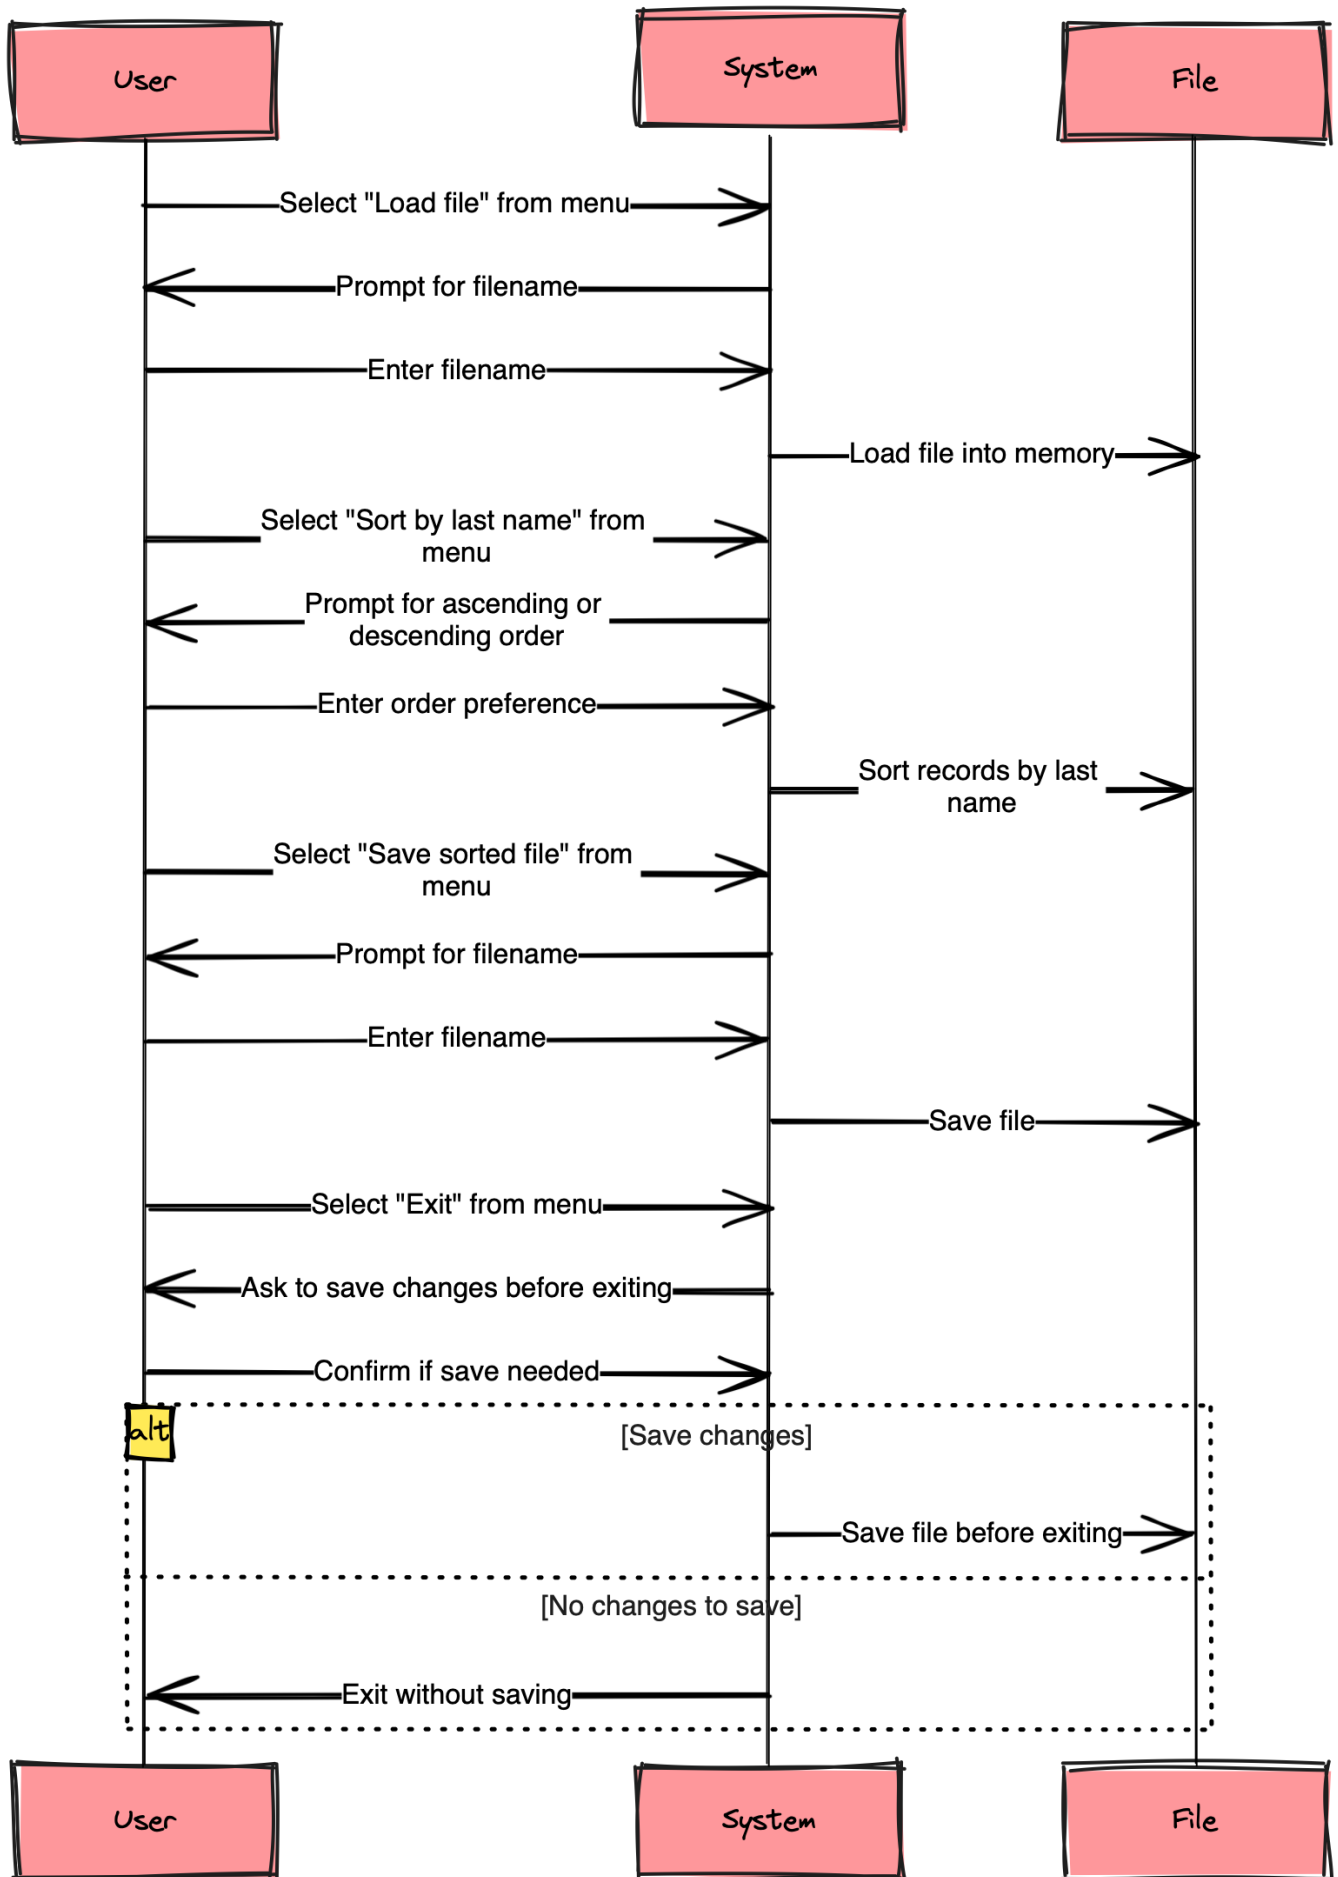 User
System
File
Select "Load file" from menu
Prompt for filename
Enter filename
Load file into memory
Select "Sort by last name" from
menu
Prompt for ascending or
descending order
Enter order preference
Sort records by last
name
Select "Save sorted file" from
menu
Prompt for filename
Enter filename
Save file
Select "Exit" from menu
Ask to save changes before exiting
Confirm if save needed
alt
[Save changes]
Save file before exiting
[No changes to save]
Exit without saving
User
System
File